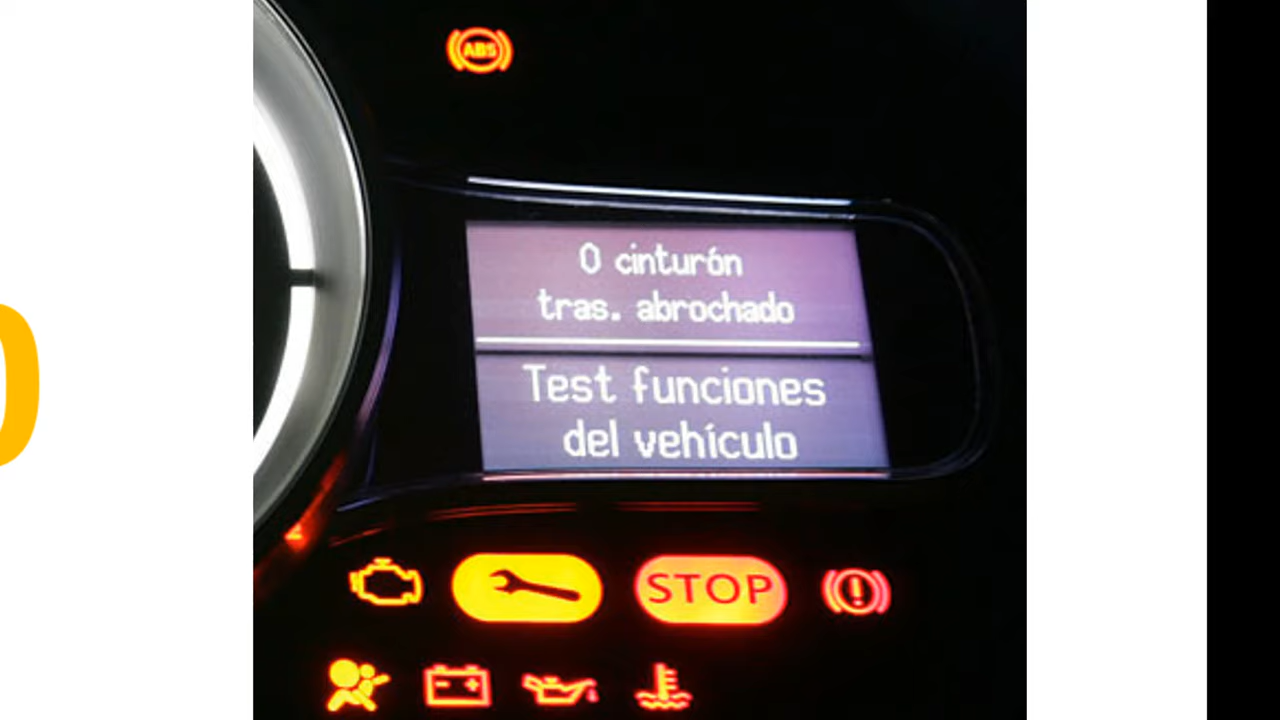 ABS
0 cinturón
tras. abrochado
Test funciones
del vehículo
STOP